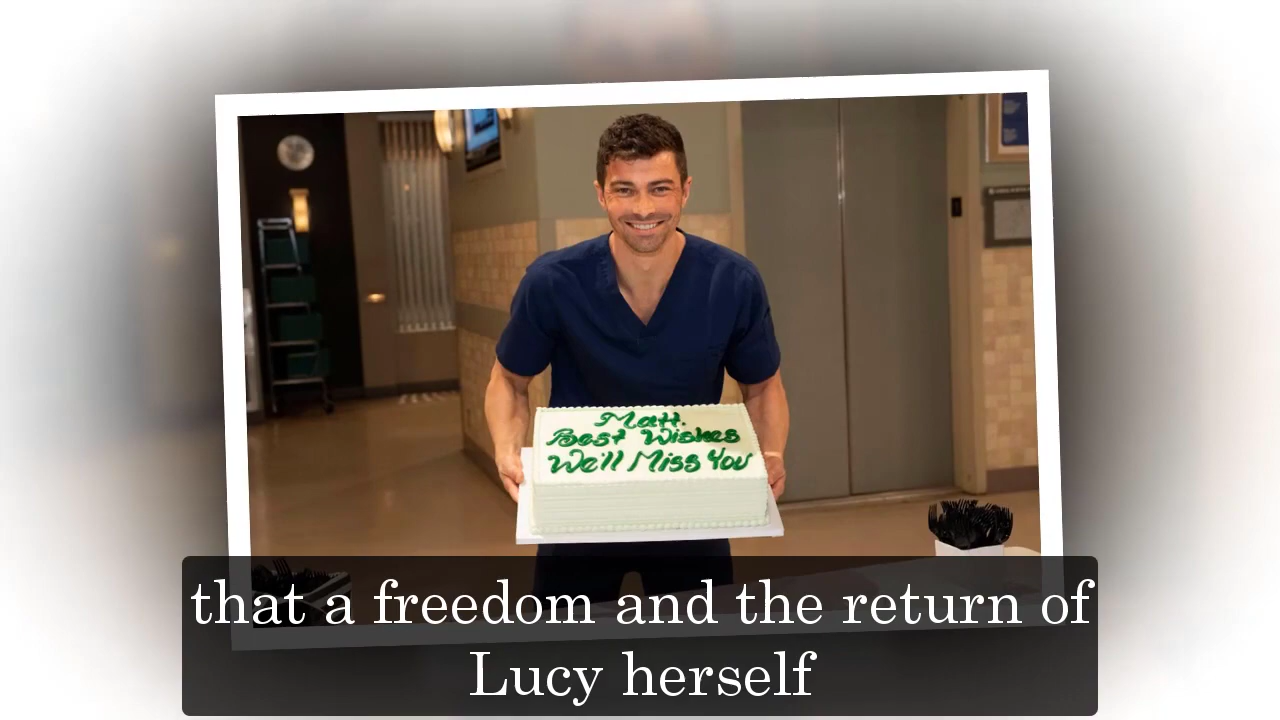 Matt.
Best Wishes
We'll Miss You
that a freedom and the return of
Lucy herself